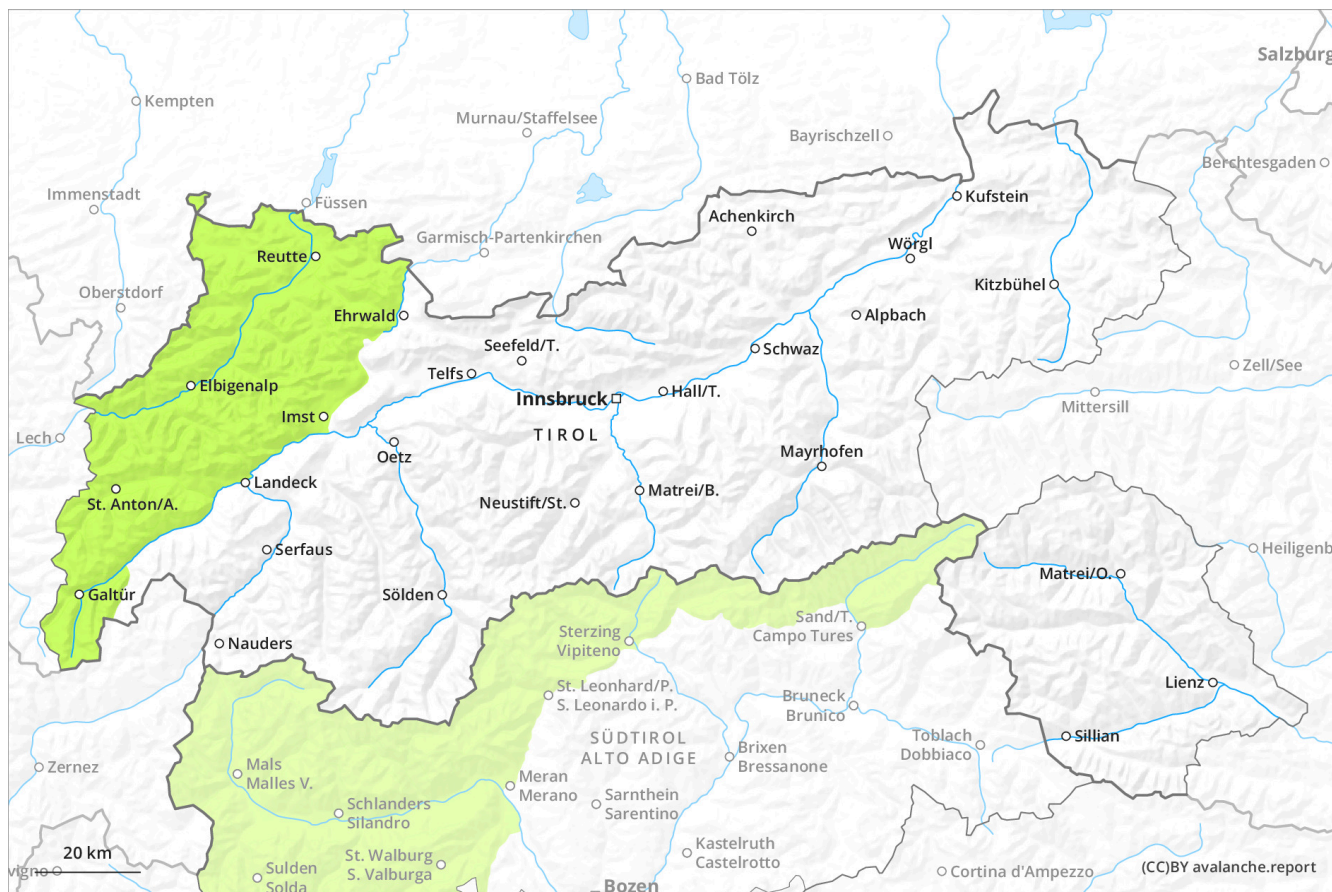 Salzburg
Bad Tölz
Kempten
Murnau/Staffelsee
Bayrischzell
Berchtesgaden
Immenstadt
Füssen
Kufstein
Achenkirch
Garmisch-Partenkirchen
Wörgl
Reutte
Kitzbühel
Oberstdorf
Ehrwald
Alpbach
Seefeld/T.
Schwaz
Zell/See
Telfs
Elbigenalp
Hall/T.
Innsbruck
Mittersill
Imst
TIROL
Lech
Oetz
Mayrhofen
Landeck
Matrei/B.
St. Anton/A.
Neustift/St.
Serfaus
Heiligenb
Matrei/O.
Galtür
Sölden
Sand/T.
Campo Tures
Sterzing
Vipiteno
Nauders
Lienz
St. Leonhard/P.
S. Leonardo i. P.
Bruneck
Brunico
SÜDTIROL
ALTO ADIGE
Toblach
Dobbiaco
Sillian
Brixen
Bressanone
Zernez
Mals
Malles V.
Meran
Merano
Schlanders
Silandro
Sarnthein
Sarentino
Kastelruth
Castelrotto
20 km
St. Walburg
S. Valburga
vigno
Sulden
Solda
Cortina d'Ampezzo
(CC)BY avalanche.report
Bozen